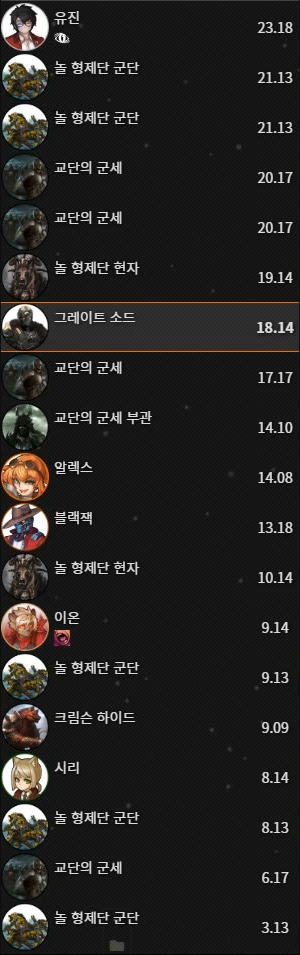 유진
23.18
놀 형제단 군단
21.13
놀 형제단 군단
21.13
교단의 군세
20.17
교단의 군세
20.17
놀 형제단 현자
19.14
그레이트 소드
18.14
교단의 군세
17.17
교단의 군세 부관
14.10
알렉스
14.08
블랙잭
13.18
놀 형제단 현자
10.14
이온
9.14
놀 형제단 군단
9.13
크림슨 하이드
9.09
시리
8.14
놀 형제단 군단
8.13
교단의 군세
6.17
놀 형제단 군단
3.13